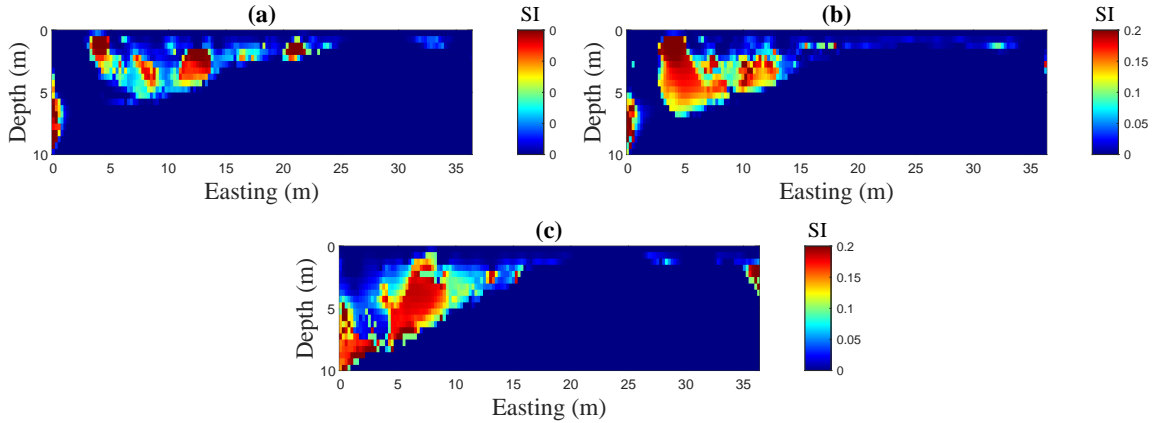 (a) SI
0 0
Depth (m) 5 0
0
0
10 0
0 5 10 15 20 25 30 35
Easting (m)
(b) SI
0 0.2
0.15
Depth (m) 5 0.1
0.05
10 0
0 5 10 15 20 25 30 35
Easting (m)
(c) SI
0 0.2
0.15
Depth (m) 5 0.1
0.05
10 0
0 5 10 15 20 25 30 35
Easting (m)